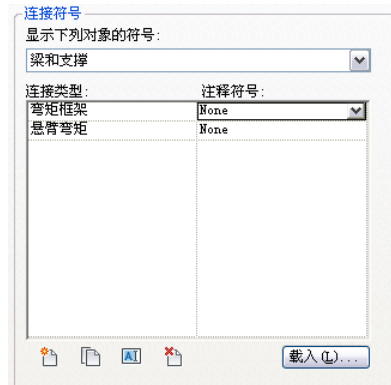 连接符号
显示下列对象的符号:
梁和支撑
连接类型: 注释符号:
弯矩框架 None
悬臂弯矩 None
AI
载入(L)...